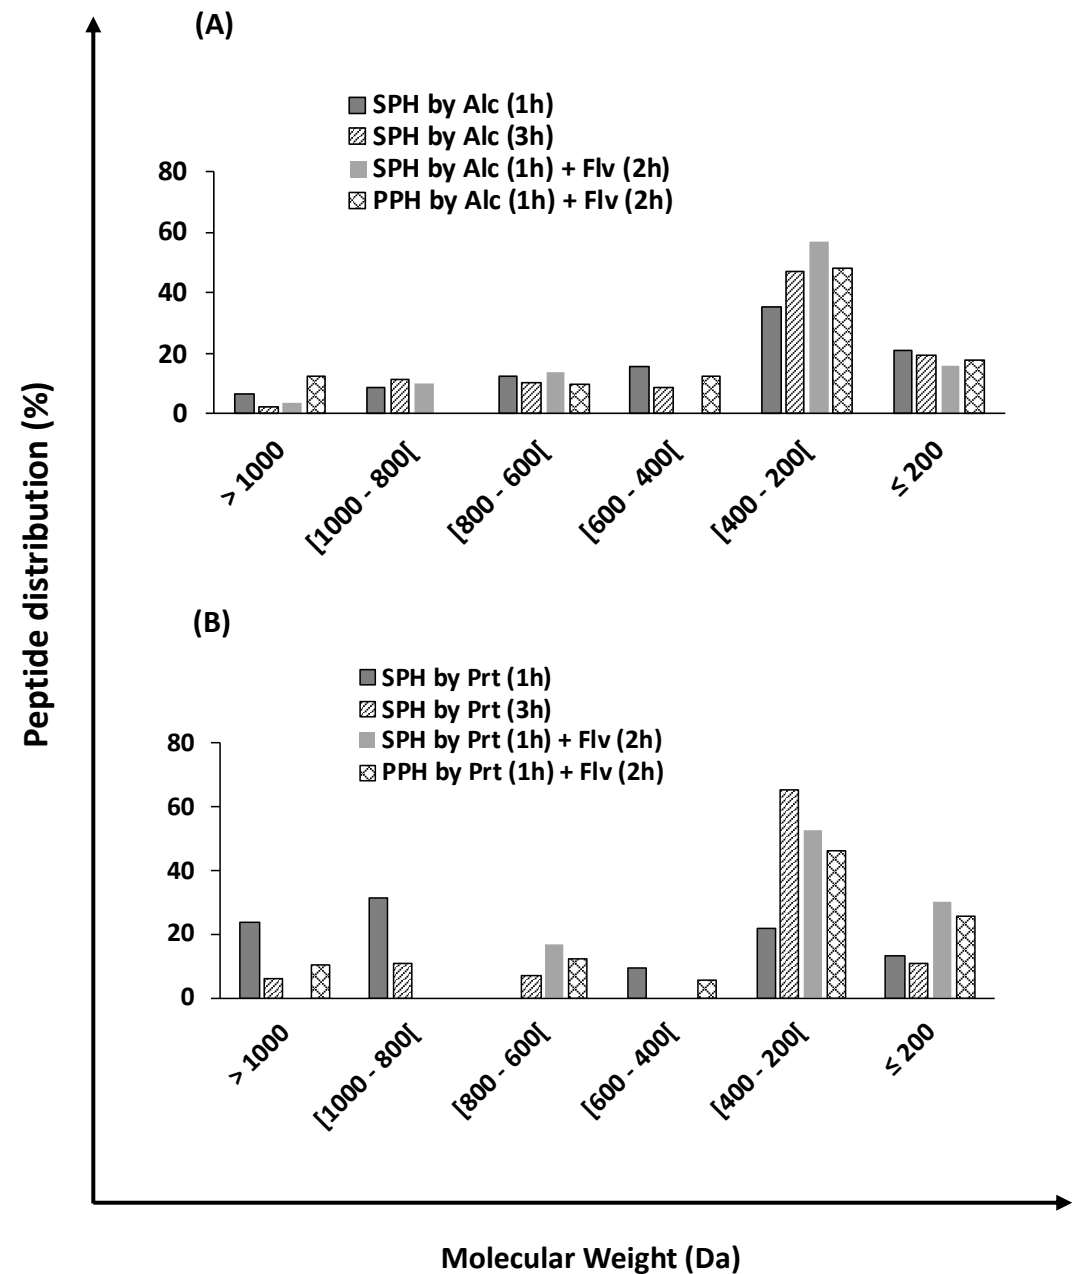 (A)
SPH by Alc (1h)
SPH by Alc (3h)
SPH by Alc (1h) + Flv (2h)
PPH by Alc (1h) + Flv (2h)
80
60
40
20
0
> 1000
[1000 - 800[
[800 - 600[
[600 - 400[
[400 - 200[
≤ 200
Peptide distribution (%)
(B)
SPH by Prt (1h)
SPH by Prt (3h)
SPH by Prt (1h) + Flv (2h)
PPH by Prt (1h) + Flv (2h)
80
60
40
20
0
> 1000
[1000 - 800[
[800 - 600[
[600 - 400[
[400 - 200[
≤ 200
Molecular Weight (Da)